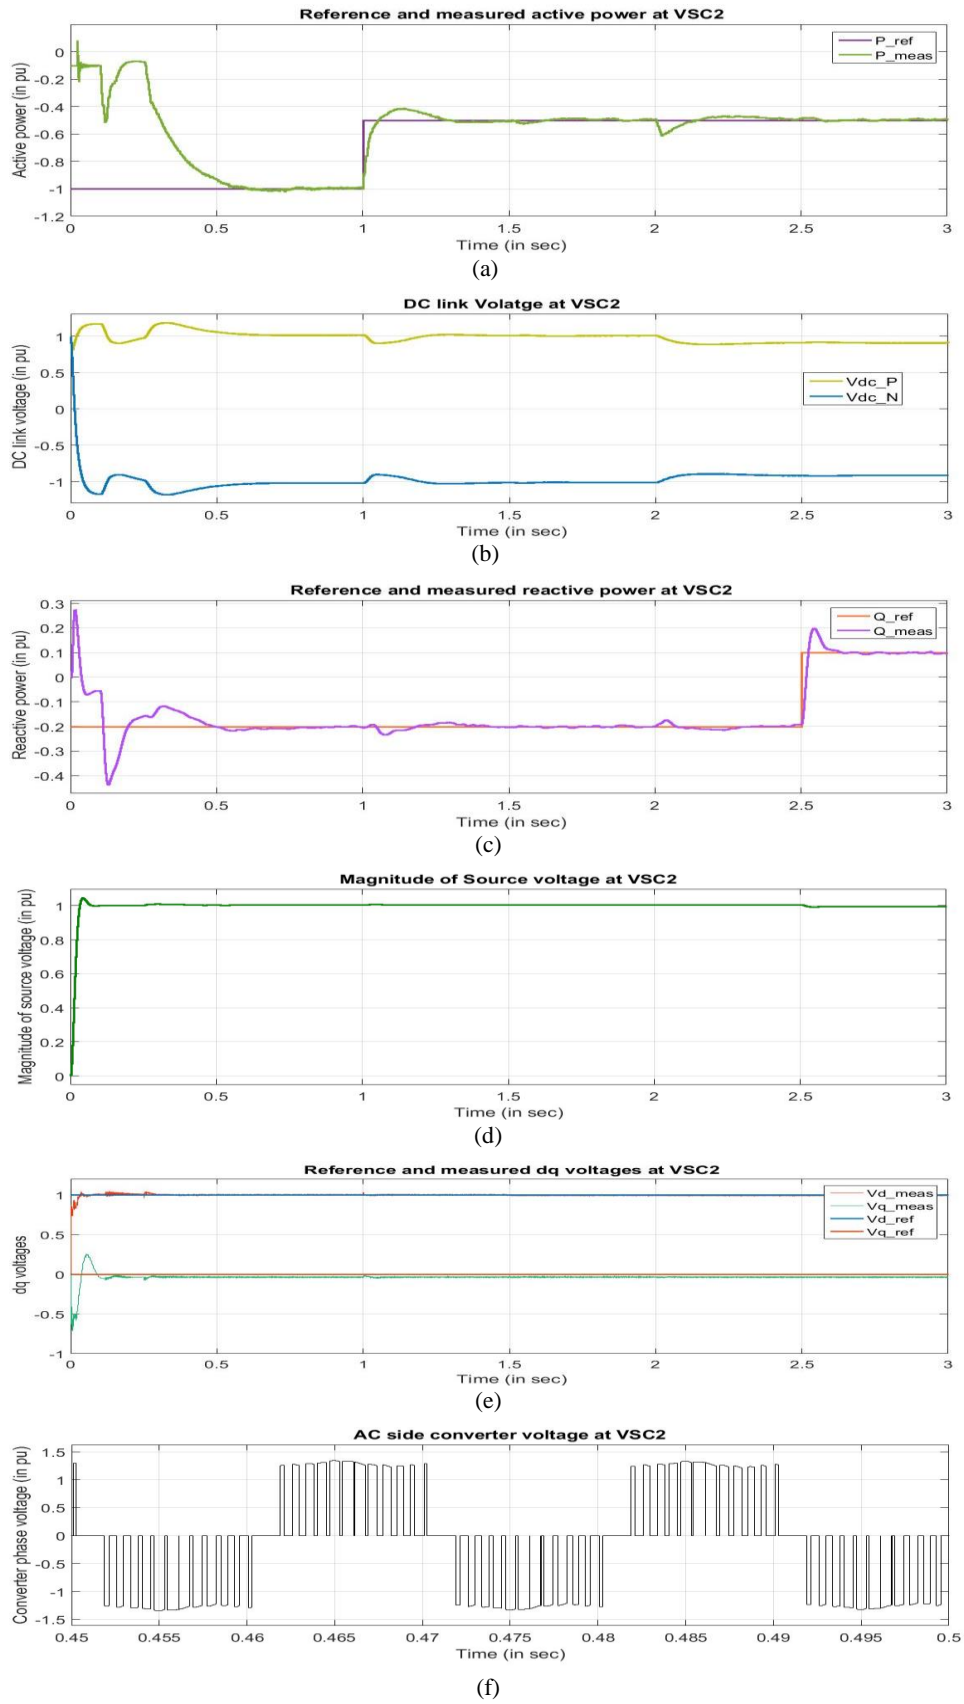 Reference and measured active power at VSC2
P_ref
P_meas
Active power (in pu)
0
-0.2
-0.4
-0.6
-0.8
-1
-1.2
0 0.5 1 1.5 2 2.5 3
Time (in sec)
(a)
DC link Volatge at VSC2
Vdc_P
Vdc_N
DC link voltage (in pu)
1
0.5
0
-0.5
-1
0 0.5 1 1.5 2 2.5 3
Time (in sec)
(b)
Reference and measured reactive power at VSC2
Q_ref
Q_meas
Reactive power (in pu)
0.3
0.2
0.1
0
-0.1
-0.2
-0.3
-0.4
0 0.5 1 1.5 2 2.5 3
Time (in sec)
(c)
Magnitude of Source voltage at VSC2
Magnitude of source voltage (in pu)
1
0.8
0.6
0.4
0.2
0
0 0.5 1 1.5 2 2.5 3
Time (in sec)
(d)
Reference and measured dq voltages at VSC2
Vd_meas
Vq_meas
Vd_ref
Vq_ref
dq voltages
1
0.5
0
-0.5
-1
0 0.5 1 1.5 2 2.5 3
Time (in sec)
(e)
AC side converter voltage at VSC2
Converter phase voltage (in pu)
1.5
1
0.5
0
-0.5
-1
-1.5
0.45 0.455 0.46 0.465 0.47 0.475 0.48 0.485 0.49 0.495 0.5
Time (in sec)
(f)